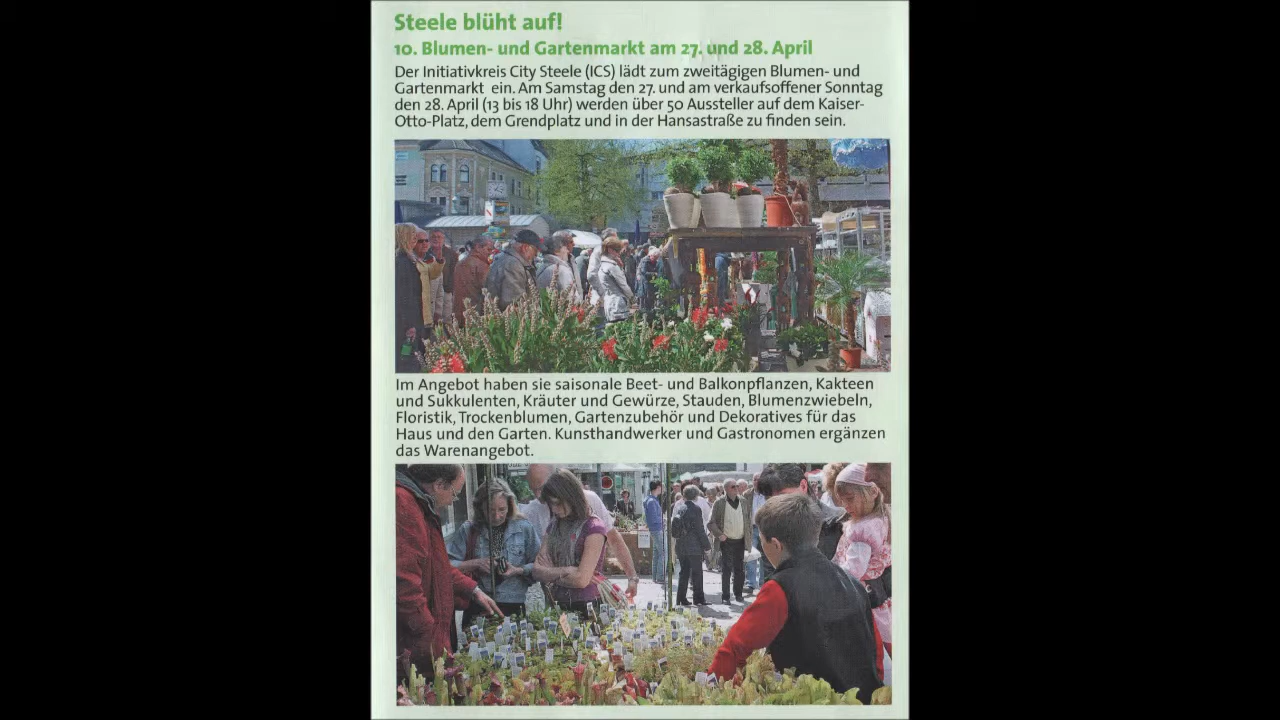 Steele blüht auf!
10. Blumen- und Gartenmarkt am 27. und 28. April
Der Initiativkreis City Steele (ICS) lädt zum zweitägigen Blumen- und
Gartenmarkt ein. Am Samstag den 27. und am verkaufsoffener Sonntag
den 28. April (13 bis 18 Uhr) werden über 50 Aussteller auf dem Kaiser-
Otto-Platz, dem Grendplatz und in der Hansastraße zu finden sein.
Im Angebot haben sie saisonale Beet- und Balkonpflanzen, Kakteen
und Sukkulenten, Kräuter und Gewürze, Stauden, Blumenzwiebeln,
Floristik, Trockenblumen, Gartenzubehör und Dekoratives für das
Haus und den Garten. Kunsthandwerker und Gastronomen ergänzen
das Warenangebot.